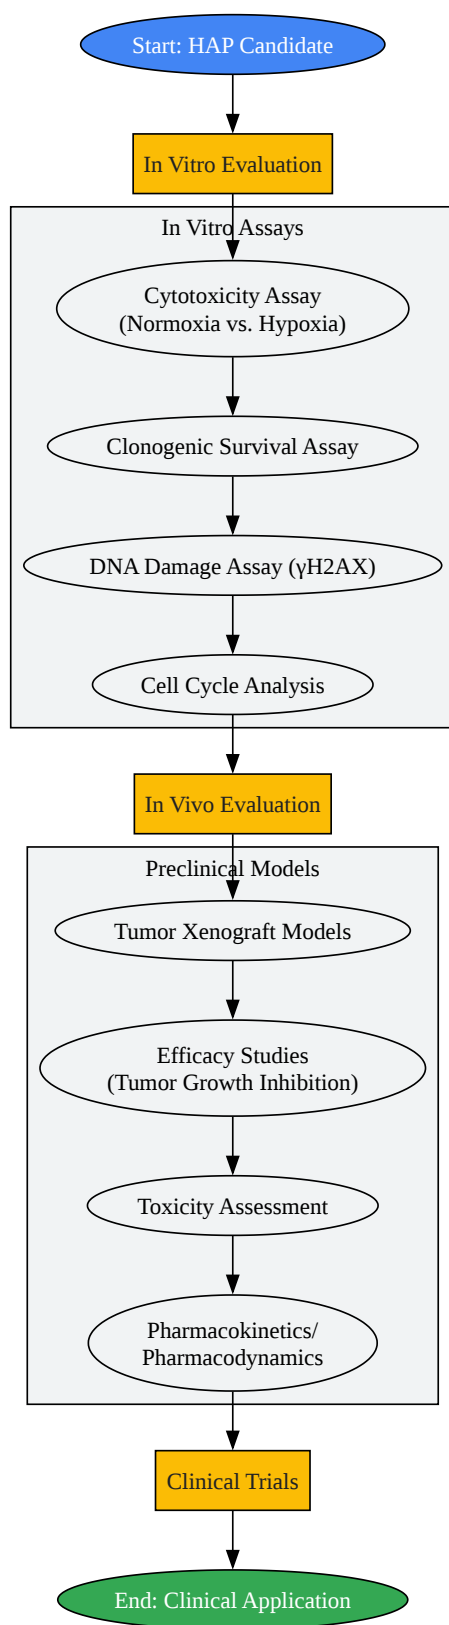 Start: HAP Candidate
In Vitro Evaluation
In Vitro Assays
Cytotoxicity Assay
(Normoxia vs. Hypoxia)
Clonogenic Survival Assay
DNA Damage Assay (γH2AX)
Cell Cycle Analysis
In Vivo Evaluation
Preclinical Models
Tumor Xenograft Models
Efficacy Studies
(Tumor Growth Inhibition)
Toxicity Assessment
Pharmacokinetics/
Pharmacodynamics
Clinical Trials
End: Clinical Application